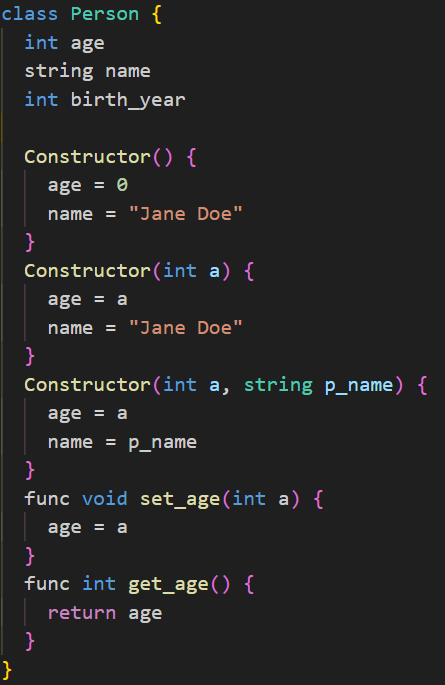 class Person {
  int age
  string name
  int birth_year

  Constructor() {
    age = 0
    name = "Jane Doe"
  }
  Constructor(int a) {
    age = a
    name = "Jane Doe"
  }
  Constructor(int a, string p_name) {
    age = a
    name = p_name
  }
  func void set_age(int a) {
    age = a
  }
  func int get_age() {
    return age
  }
}